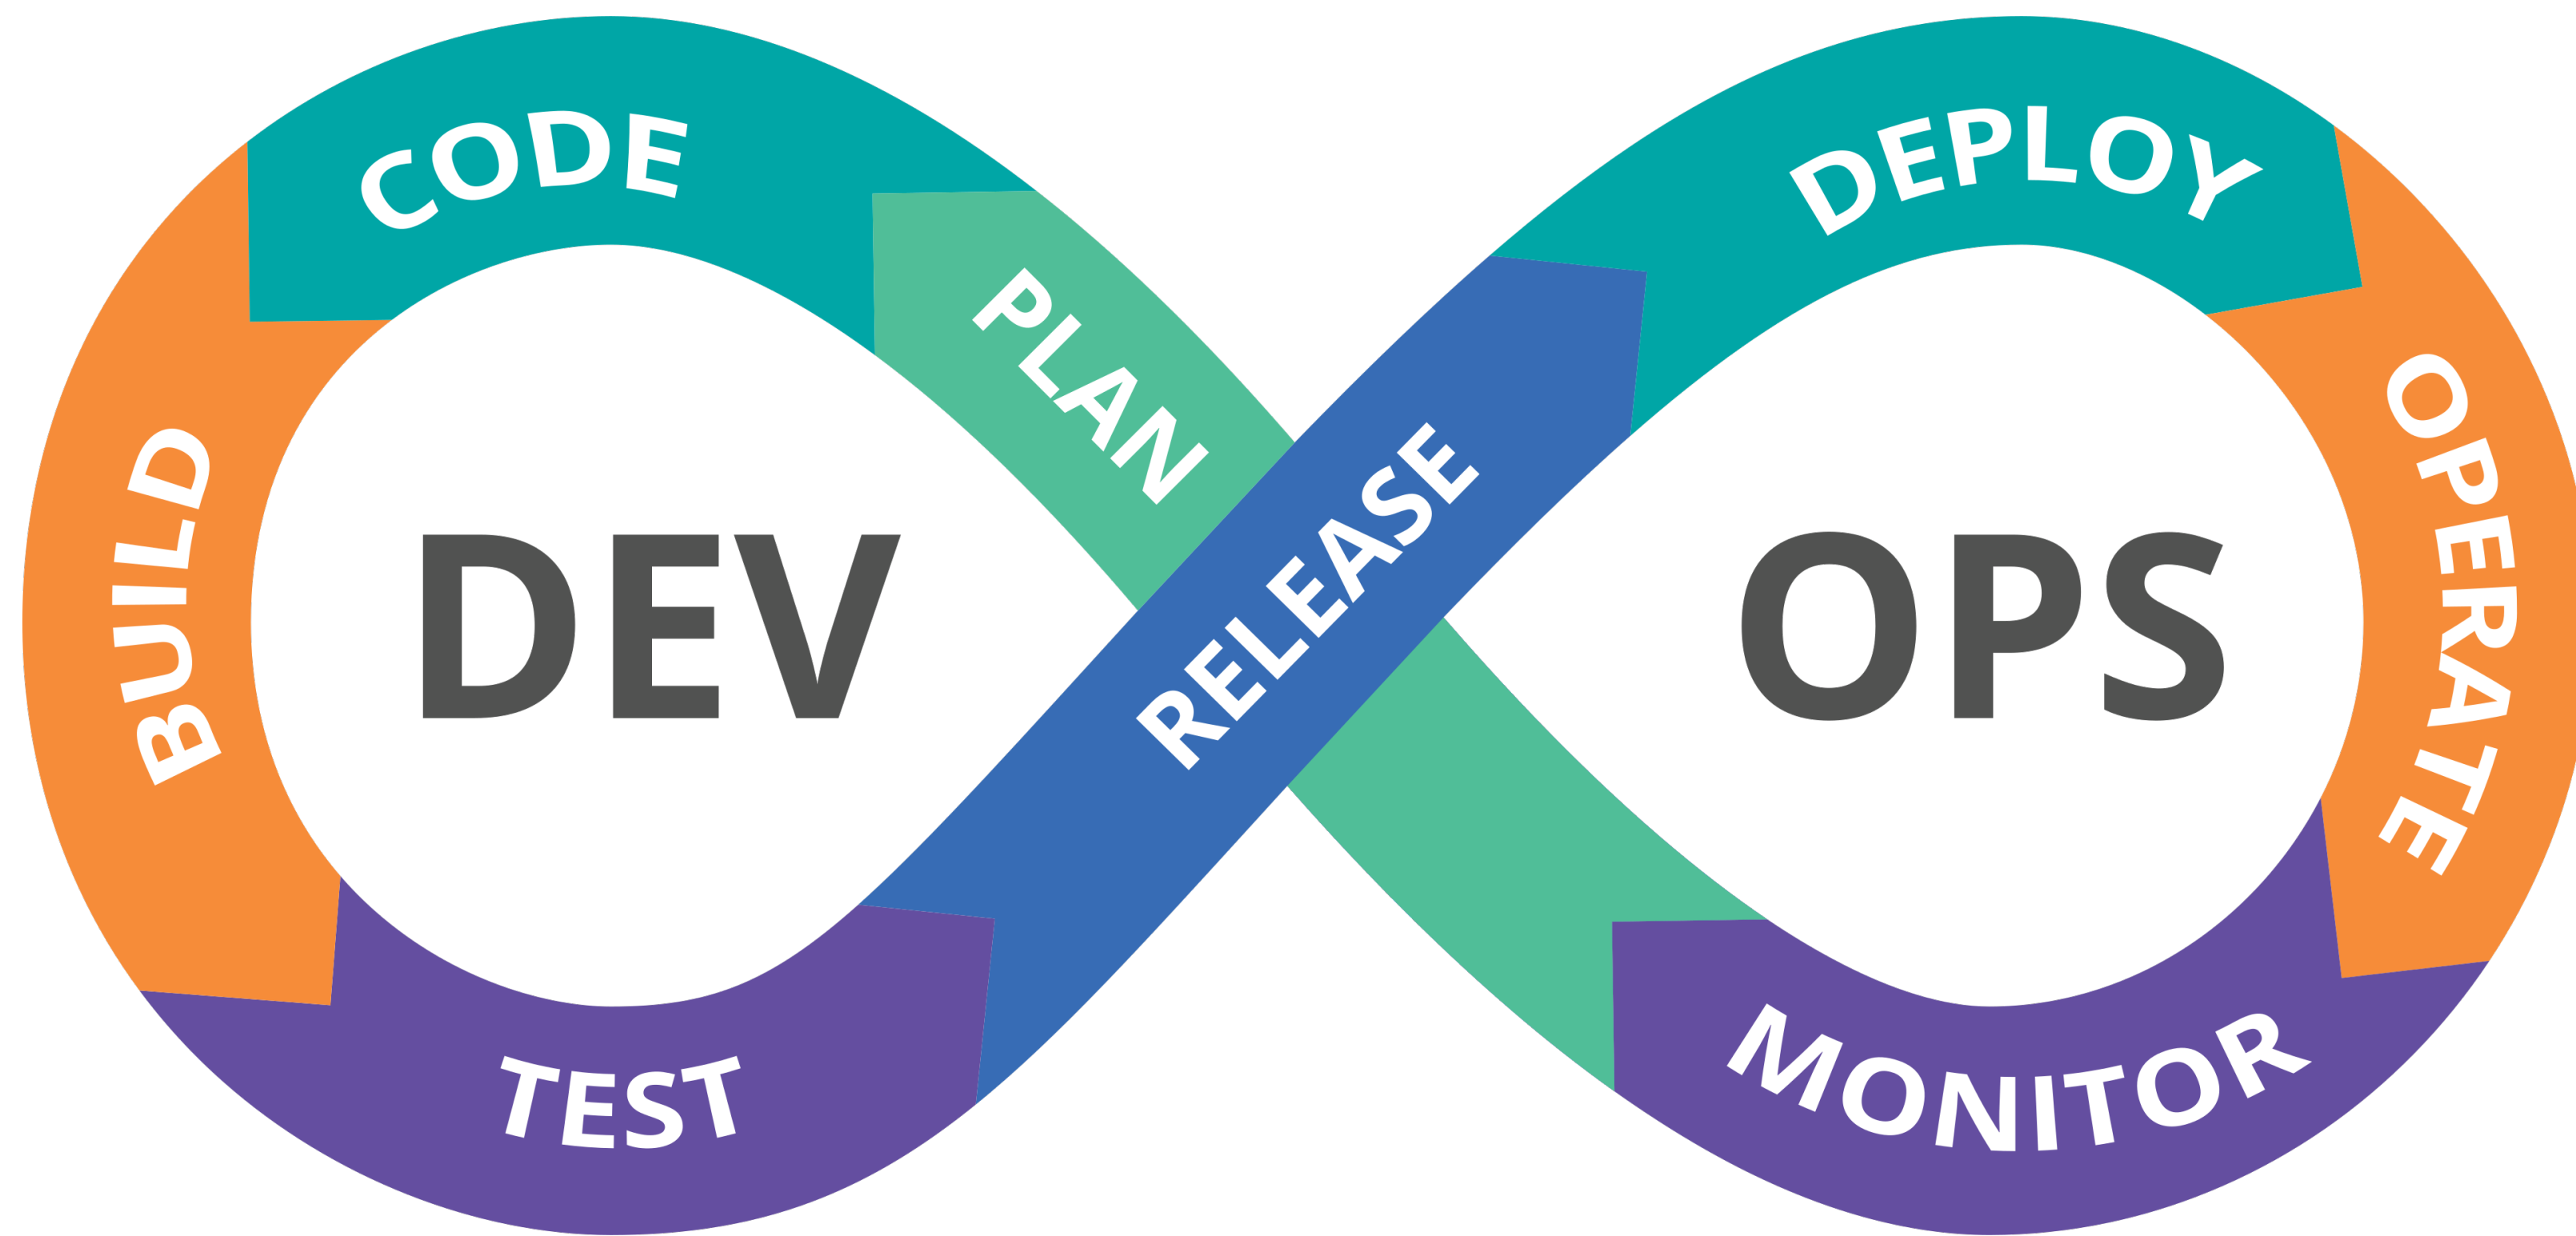 CODE
DEPLOY
PLAN
BUILD
DEV
RELEASE
OPS
OPERATE
TEST
MONITOR